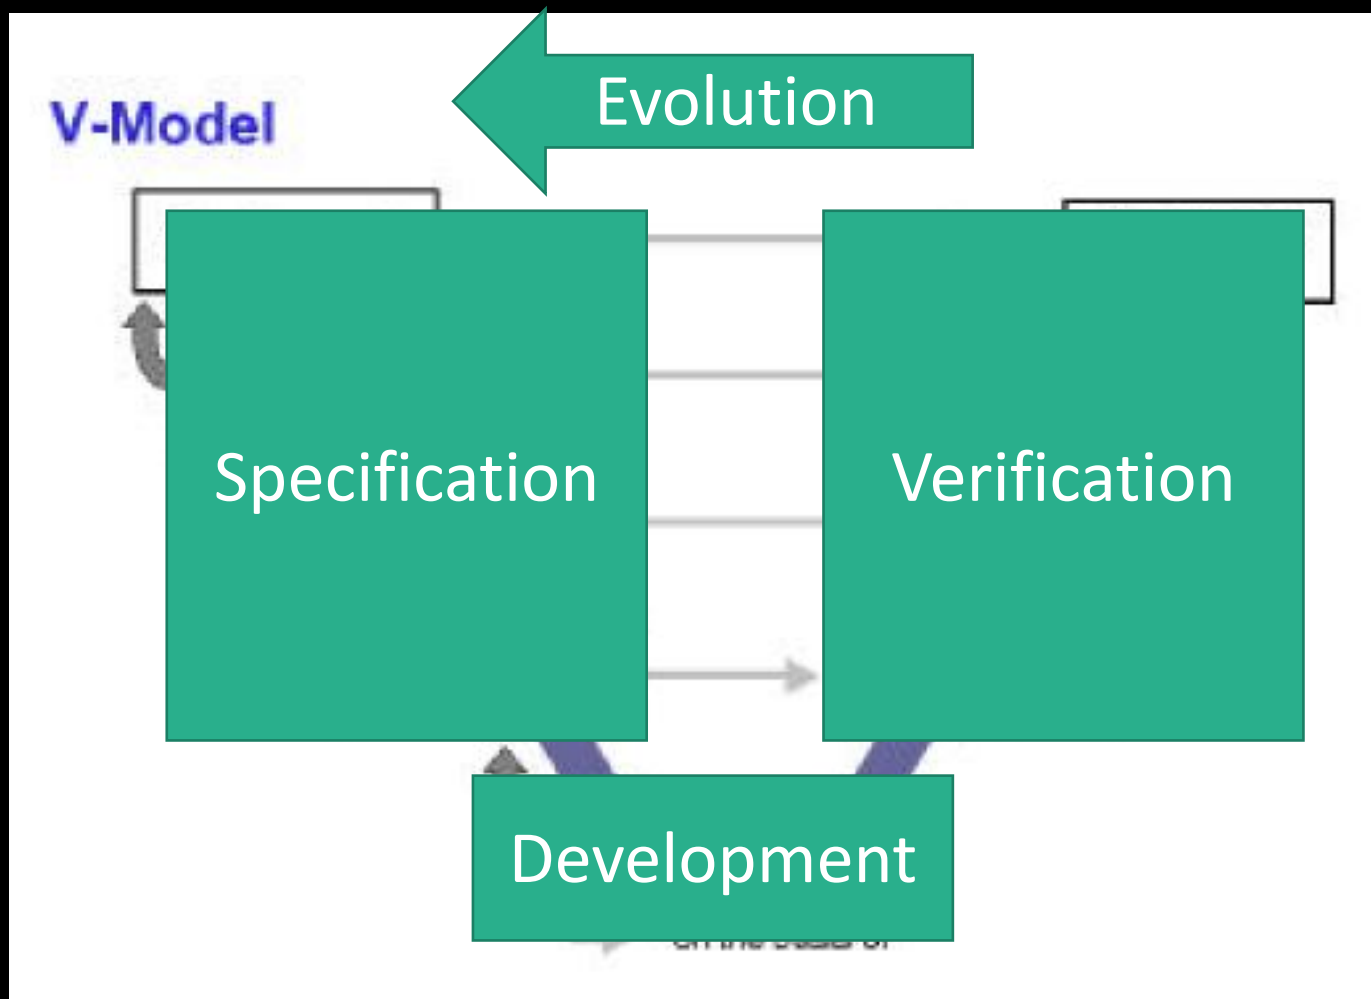 Evolution
V-Model
Specification
Verification
Development